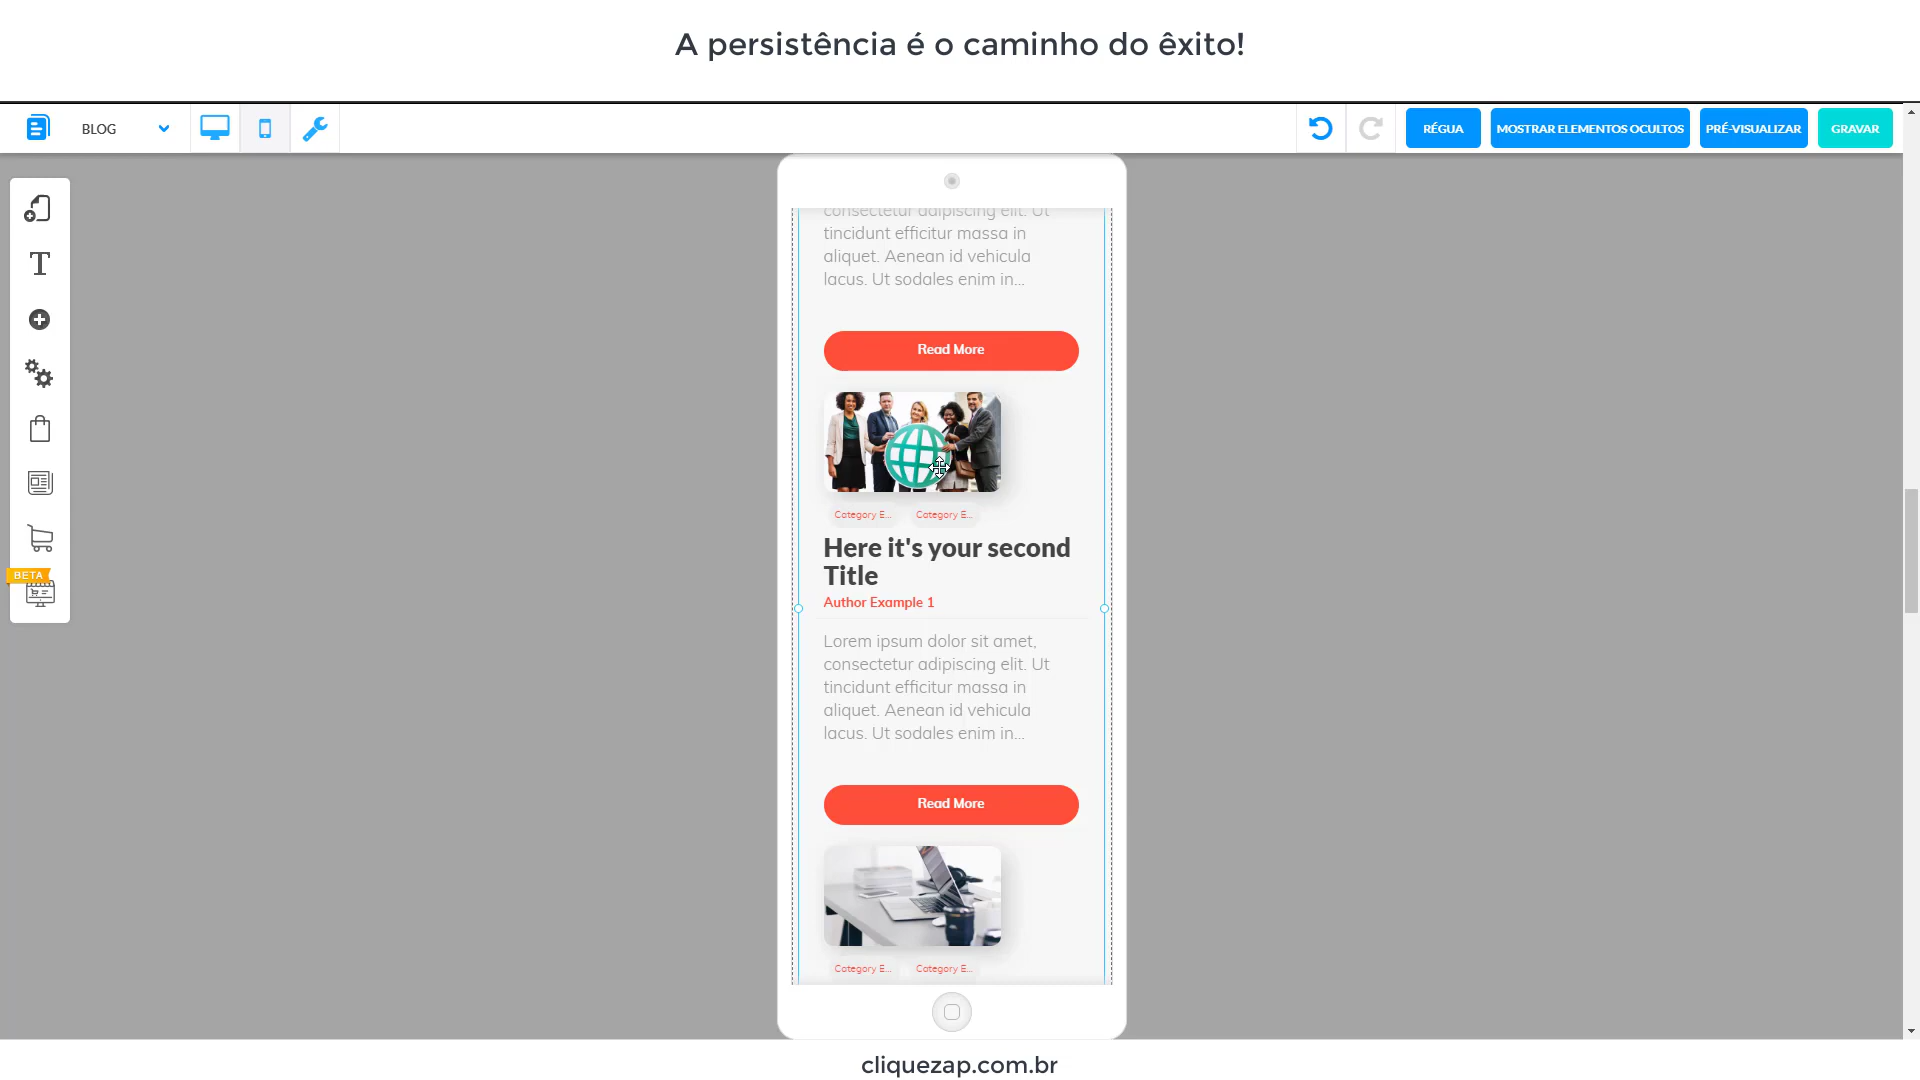 A persistência é o caminho do êxito!
BLOG
RÉGUA
MOSTRAR ELEMENTOS OCULTOS
PRÉ-VISUALIZAR
GRAVAR
T
BETA
consectetur adipiscing elit. Ut
tincidunt efficitur massa in
aliquet. Aenean id vehicula
lacus. Ut sodales enim in...
Read More
Category E...
Category E...
Here it's your second
Title
Author Example 1
Lorem ipsum dolor sit amet,
consectetur adipiscing elit. Ut
tincidunt efficitur massa in
aliquet. Aenean id vehicula
lacus. Ut sodales enim in...
Read More
Category E...
Category E...
cliquezap.com.br